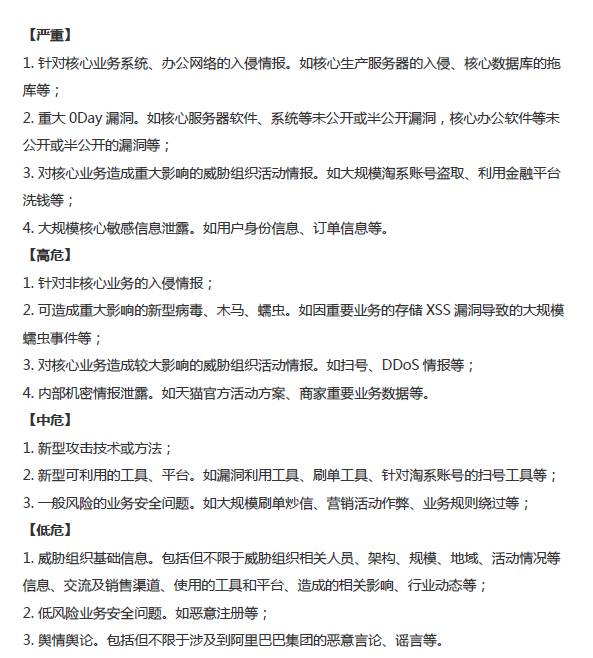 【严重】
1. 针对核心业务系统、办公网络的入侵情报。如核心生产服务器的入侵、核心数据库的拖
库等；
2. 重大 0Day 漏洞。如核心服务器软件、系统等未公开或半公开漏洞，核心办公软件等未
公开或半公开的漏洞等；
3. 对核心业务造成重大影响的威胁组织活动情报。如大规模淘系账号盗取、利用金融平台
洗钱等；
4. 大规模核心敏感信息泄露。如用户身份信息、订单信息等。
【高危】
1. 针对非核心业务的入侵情报；
2. 可造成重大影响的新型病毒、木马、蠕虫。如因重要业务的存储 XSS 漏洞导致的大规模
蠕虫事件等；
3. 对核心业务造成较大影响的威胁组织活动情报。如扫号、DDoS 情报等；
4. 内部机密情报泄露。如天猫官方活动方案、商家重要业务数据等。
【中危】
1. 新型攻击技术或方法；
2. 新型可利用的工具、平台。如漏洞利用工具、刷单工具、针对淘系账号的扫号工具等；
3. 一般风险的业务安全问题。如大规模刷单炒信、营销活动作弊、业务规则绕过等；
【低危】
1. 威胁组织基础信息。包括但不限于威胁组织相关人员、架构、规模、地域、活动情况等
信息、交流及销售渠道、使用的工具和平台、造成的相关影响、行业动态等；
2. 低风险业务安全问题。如恶意注册等；
3. 舆情舆论。包括但不限于涉及到阿里巴巴集团的恶意言论、谣言等。